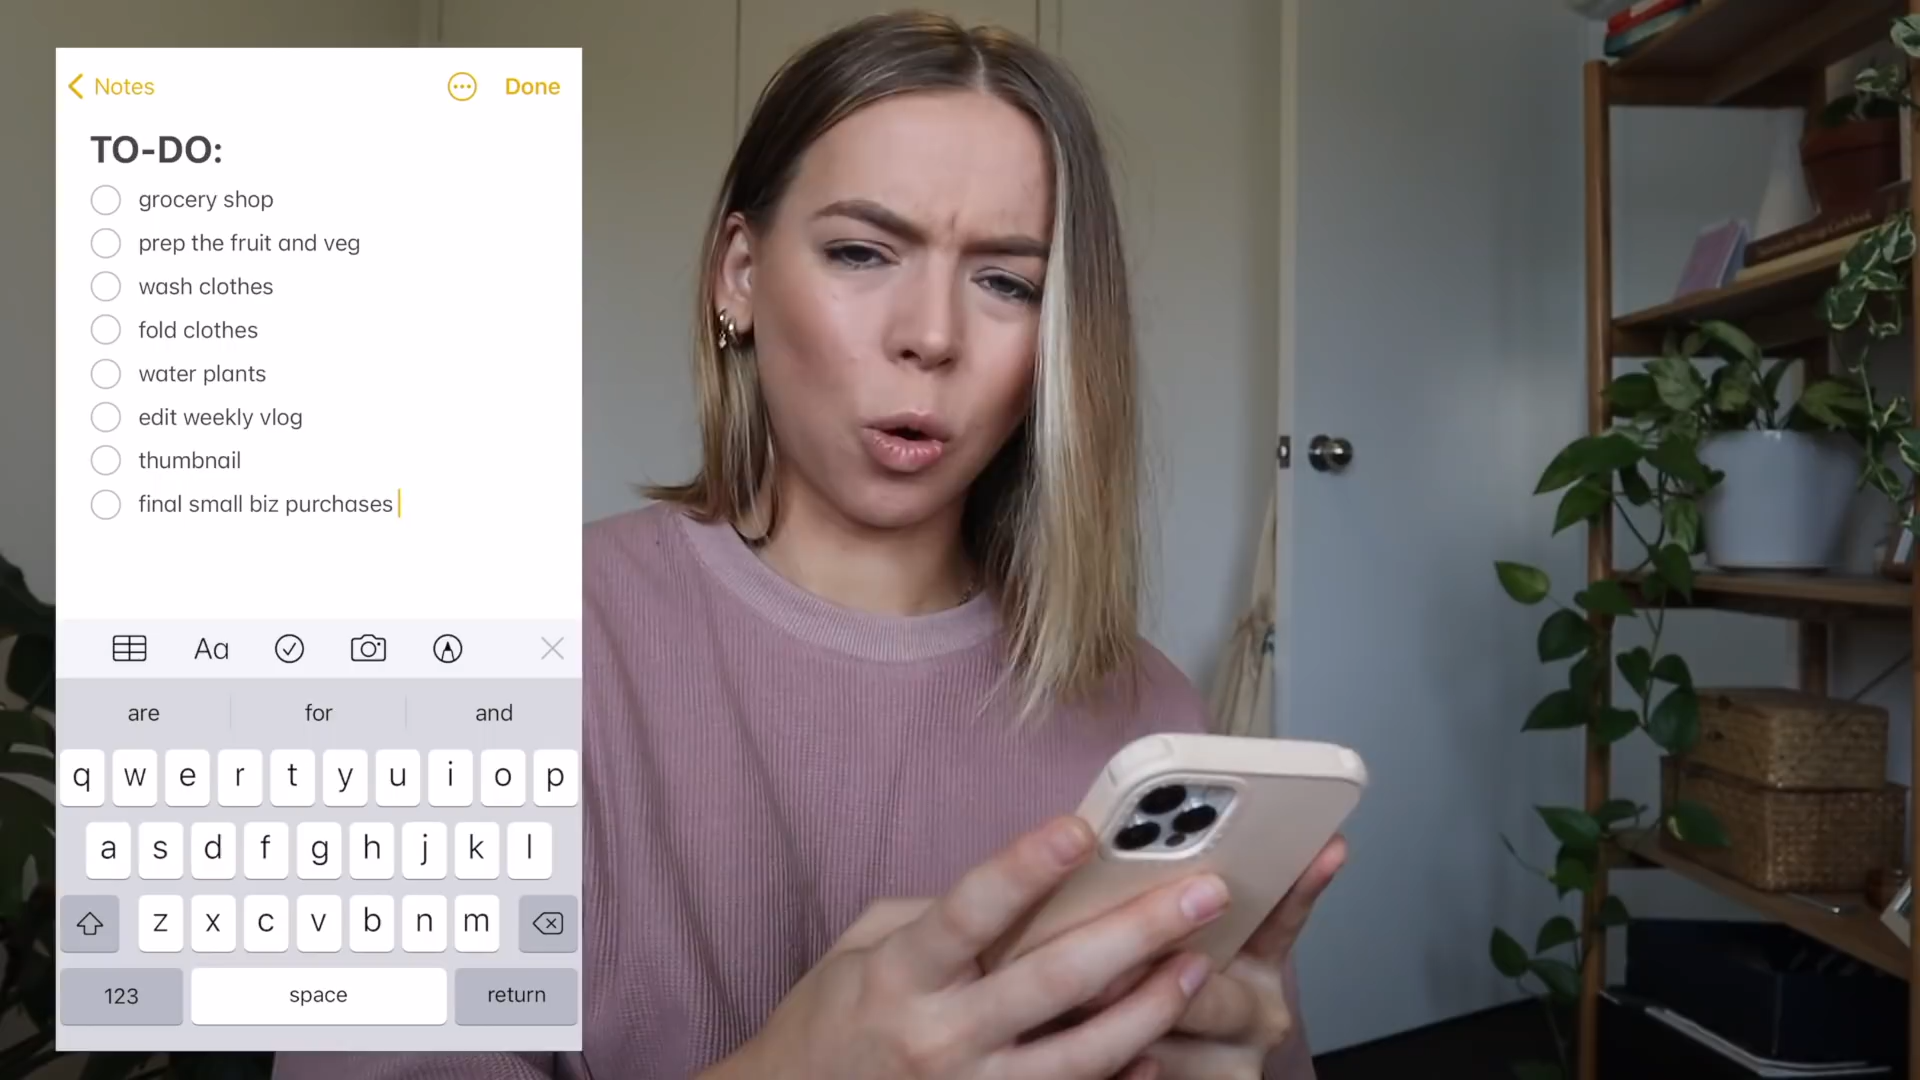 Notes
Done
TO-DO:
grocery shop
prep the fruit and veg
wash clothes
fold clothes
water plants
edit weekly vlog
thumbnail
final small biz purchases
Aa
are for and
q w e r t y u i o p
a s d f g h j k l
z x c v b n m
123 space return